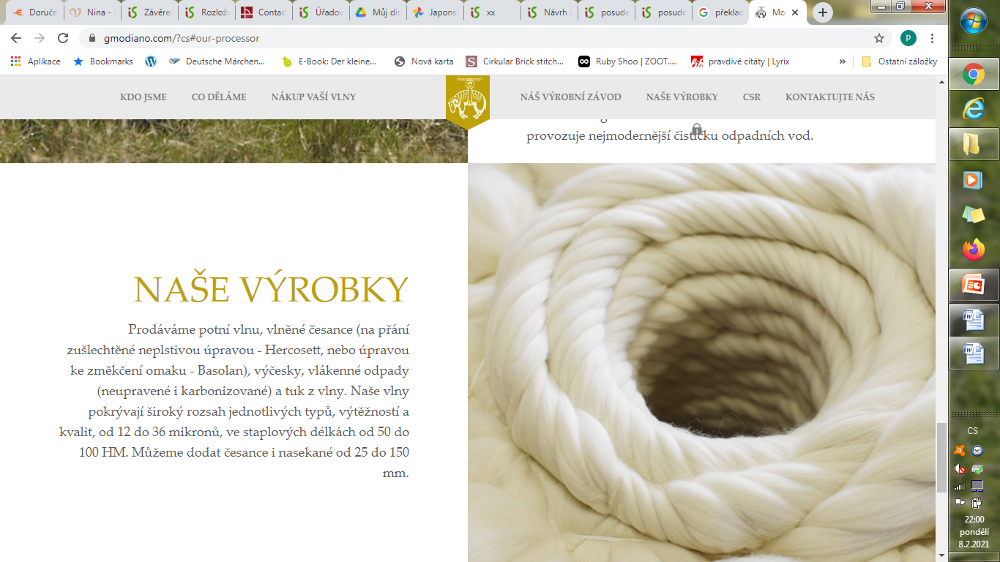 Doruče
Nina -
Závěre
Rozlož
Contac
Úřadov
Můj dis
Japons
xx
Návrh
posude
posude
překlad
Mo
gmodiano.com/?cs#our-processor
p
Aplikace
Bookmarks
Deutsche Märchen...
E-Book: Der kleine...
Nová karta
Cirkular Brick stitch...
Ruby Shoo | ZOOT....
pravdivé citáty | Lyrix
»
Ostatní záložky
KDO JSME
CO DĚLÁME
NÁKUP VAŠÍ VLNY
NÁŠ VÝROBNÍ ZÁVOD
NAŠE VÝROBKY
CSR
KONTAKTUJTE NÁS
provozuje nejmodernější čističku odpadních vod.
NAŠE VÝROBKY
Prodáváme potní vlnu, vlněné česance (na přání
zušlechtěné neplstivou úpravou - Hercosett, nebo úpravou
ke změkčení omaku - Basolan), výčesky, vlákenné odpady
(neupravené i karbonizované) a tuk z vlny. Naše vlny
pokrývají široký rozsah jednotlivých typů, výtěžností a
kvalit, od 12 do 36 mikronů, ve staplových délkách od 50 do
100 HM. Můžeme dodat česance i nasekané od 25 do 150
mm.
CS
22:00
pondělí
8.2.2021